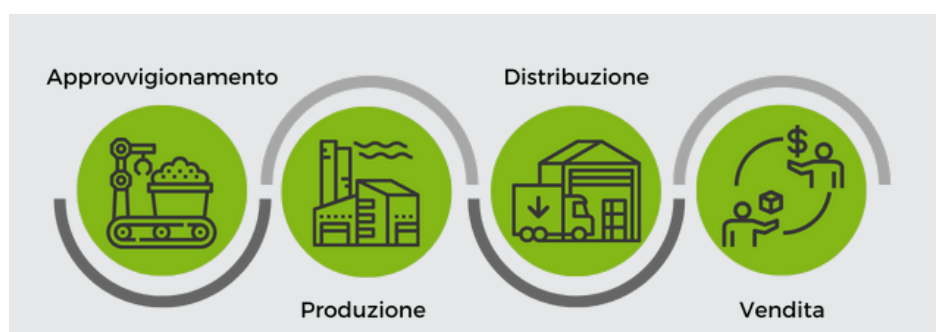 Approvvigionamento
Produzione
Distribuzione
Vendita
$